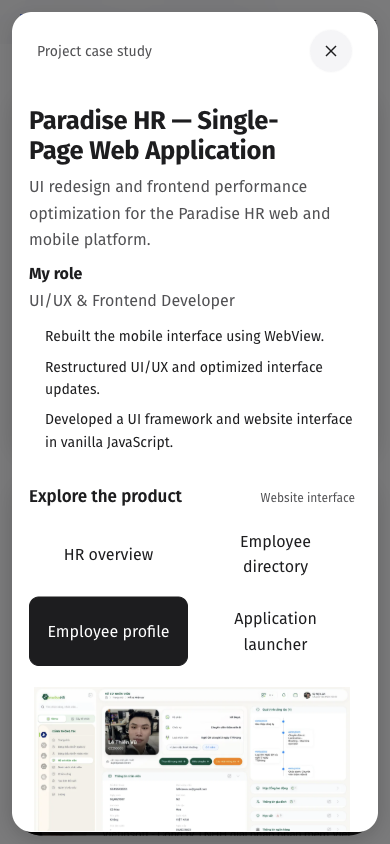 Project case study
Paradise HR — Single-
Page Web Application
UI redesign and frontend performance
optimization for the Paradise HR web and
mobile platform.
My role
UI/UX & Frontend Developer
Rebuilt the mobile interface using WebView.
Restructured UI/UX and optimized interface
updates.
Developed a UI framework and website interface
in vanilla JavaScript.
Explore the product
Website interface
HR overview
Employee
directory
Employee profile
Application
launcher